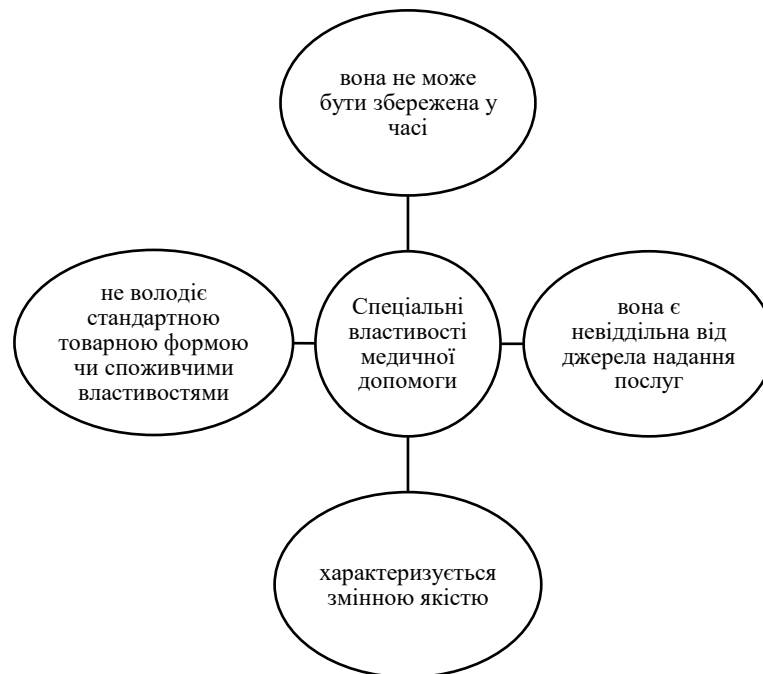 вона не може
бути збережена у
часі
не володіє
стандартною
товарною формою
чи споживчими
властивостями
Спеціальні
властивості
медичної
допомоги
вона є
невіддільна від
джерела надання
послуг
характеризується
змінною якістю